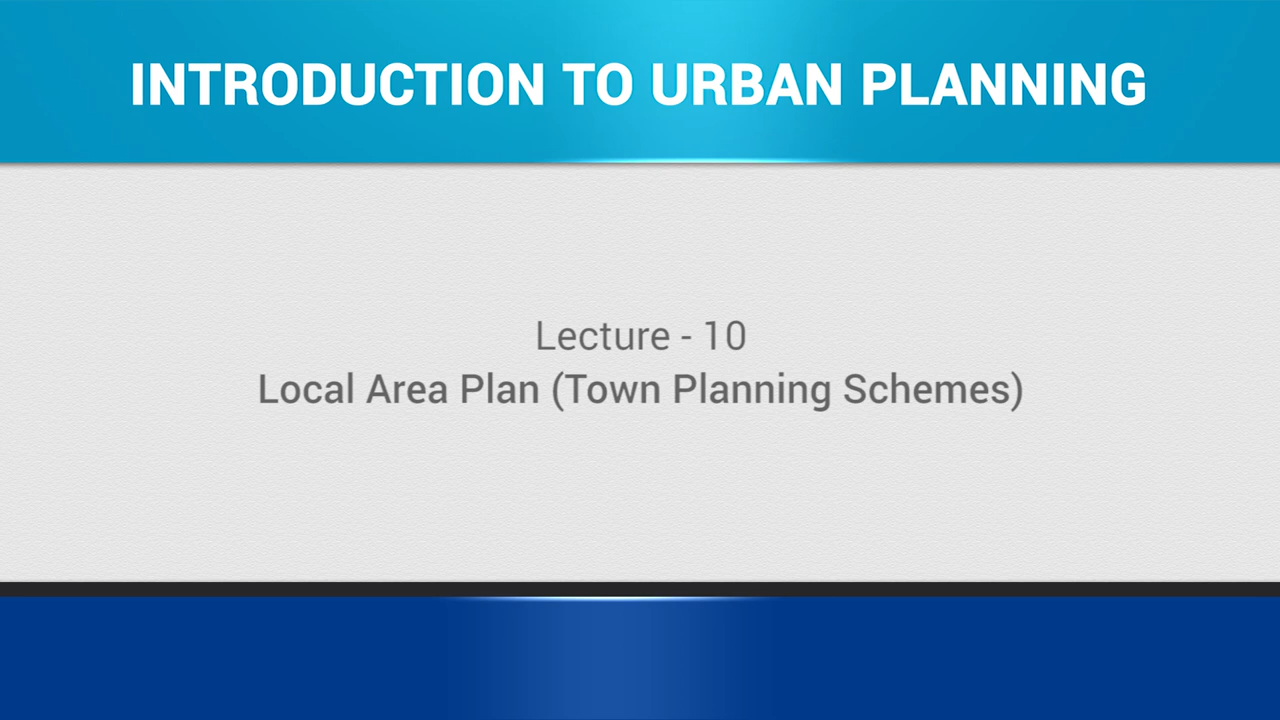 INTRODUCTION TO URBAN PLANNING
Lecture - 10
Local Area Plan (Town Planning Schemes)